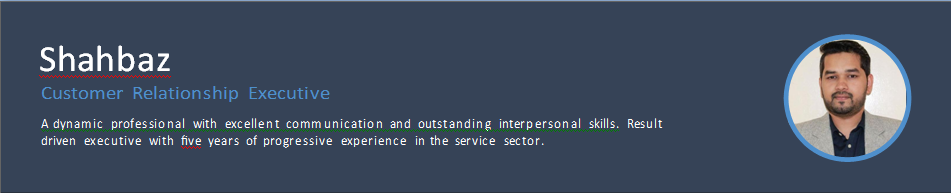 Shahbaz
Customer Relationship Executive
A dynamic professional with excellent communication and outstanding interpersonal skills. Result
driven executive with five years of progressive experience in the service sector.